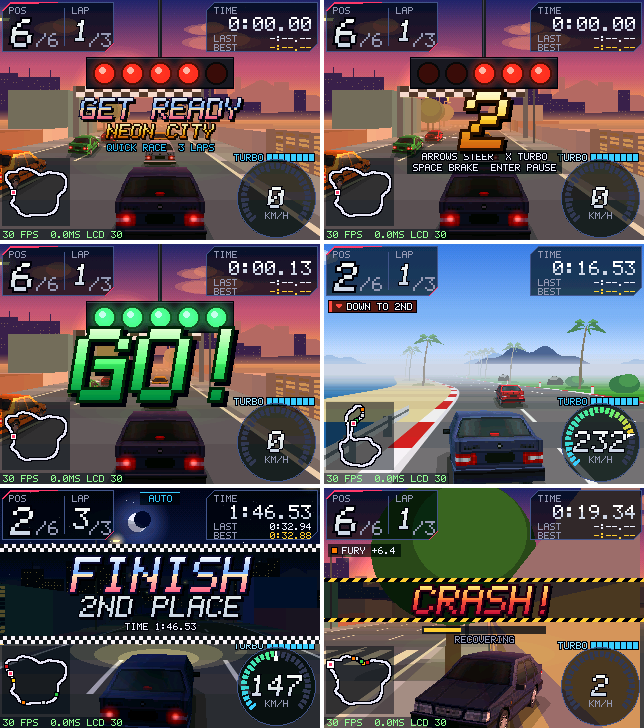 POS
6/6
LAP
1/3
TIME
0:00.00
LAST -:--.--
BEST -:--.--
GET READY
NEON CITY
QUICK RACE 3 LAPS
TURBO
0
KM/H
30 FPS 0.0MS LCD 30
POS
6/6
LAP
1/3
TIME
0:00.00
LAST -:--.--
BEST -:--.--
2
ARROWS STEER X TURBO
SPACE BRAKE ENTER PAUSE
TURBO
0
KM/H
30 FPS 0.0MS LCD 30
POS
6/6
LAP
1/3
TIME
0:00.13
LAST -:--.--
BEST -:--.--
GO!
TURBO
0
KM/H
30 FPS 0.0MS LCD 30
POS
2/6
LAP
1/3
TIME
0:16.53
LAST -:--.--
BEST -:--.--
DOWN TO 2ND
TURBO
232
KM/H
30 FPS 0.0MS LCD 30
POS
2/6
LAP
3/3
AUTO
TIME
1:46.53
LAST 0:32.94
BEST 0:32.88
FINISH
2ND PLACE
TIME 1:46.53
TURBO
147
KM/H
30 FPS 0.0MS LCD 30
POS
6/6
LAP
1/3
TIME
0:19.34
LAST -:--.--
BEST -:--.--
FURY +6.4
CRASH!
RECOVERING
TURBO
2
KM/H
30 FPS 0.0MS LCD 30